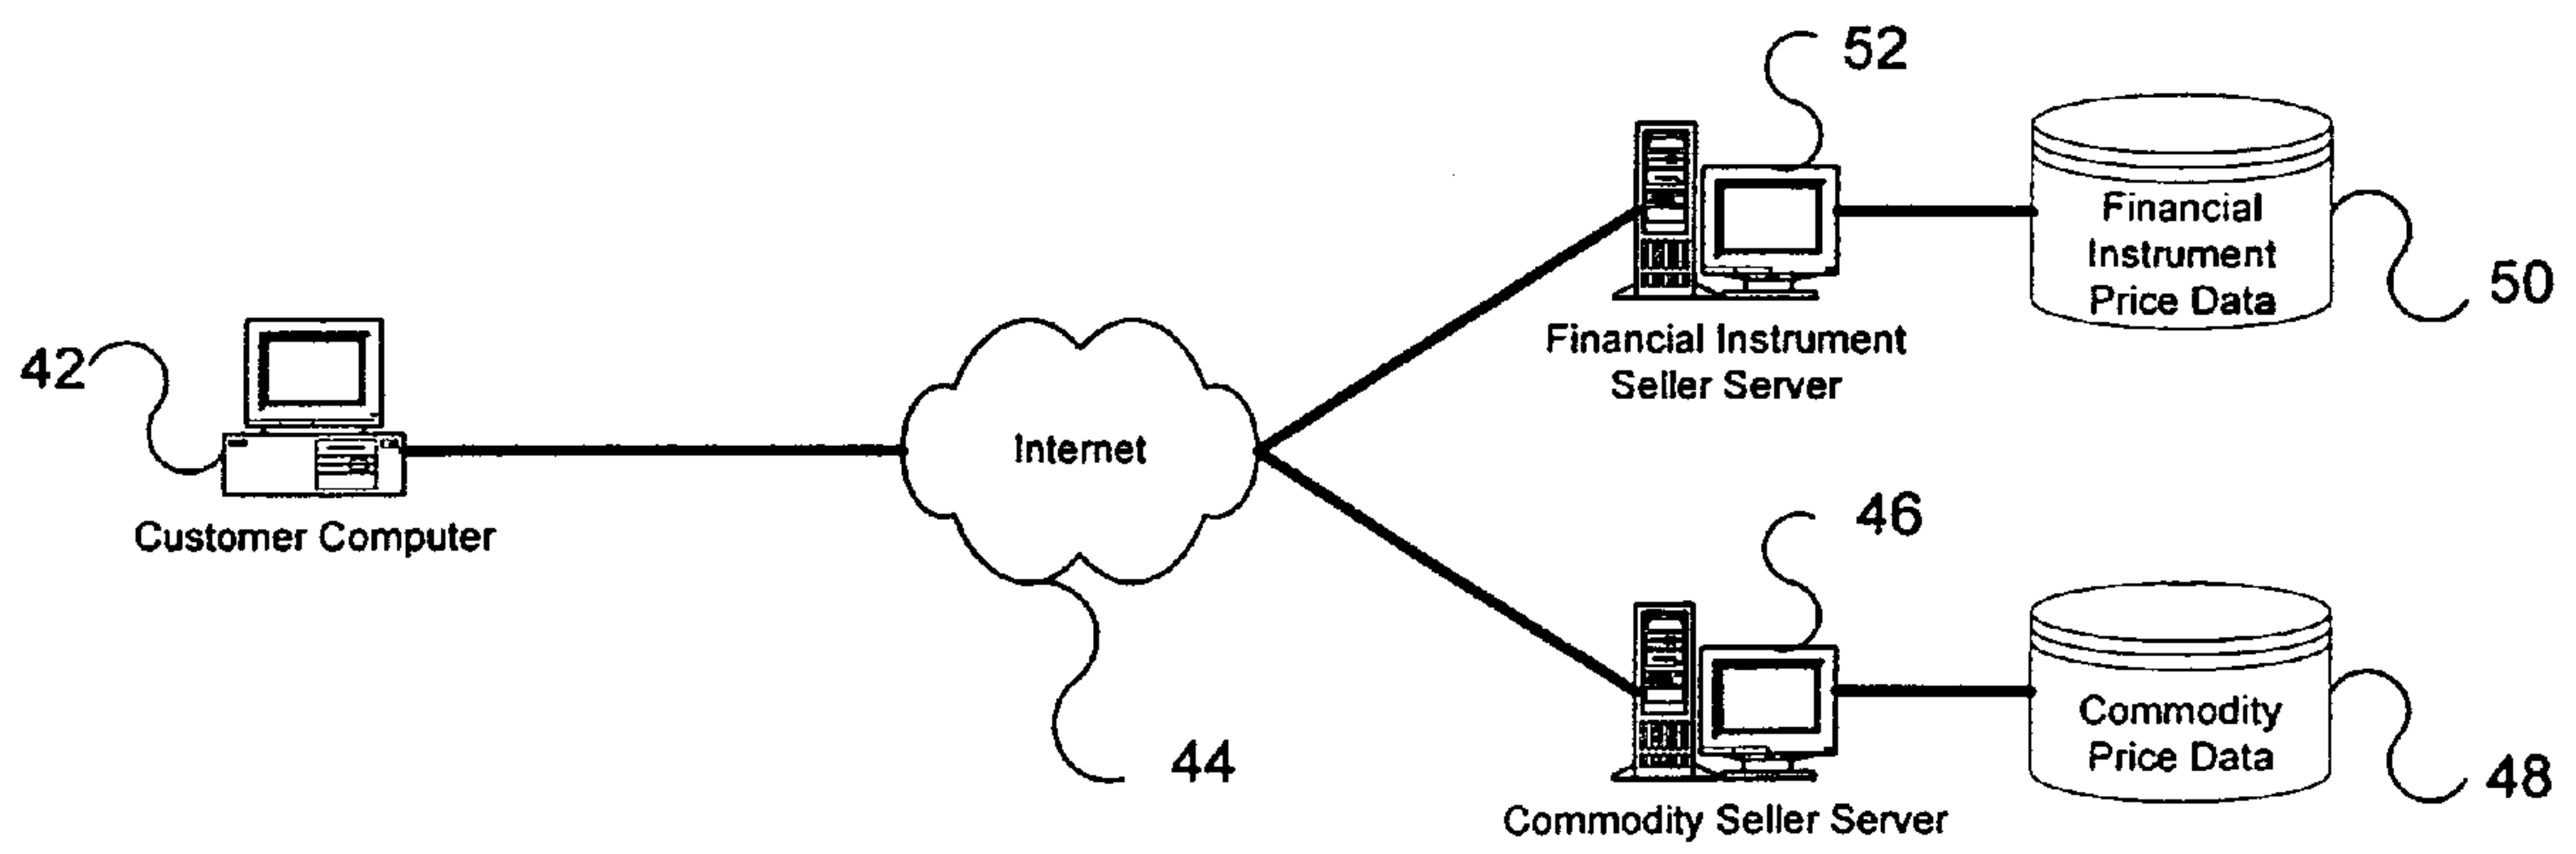 52
Financial
Instrument
Price Data
50
Financial Instrument
Seller Server
42
Internet
Customer Computer
46
44
Commodity
Price Data
48
Commodity Seller Server